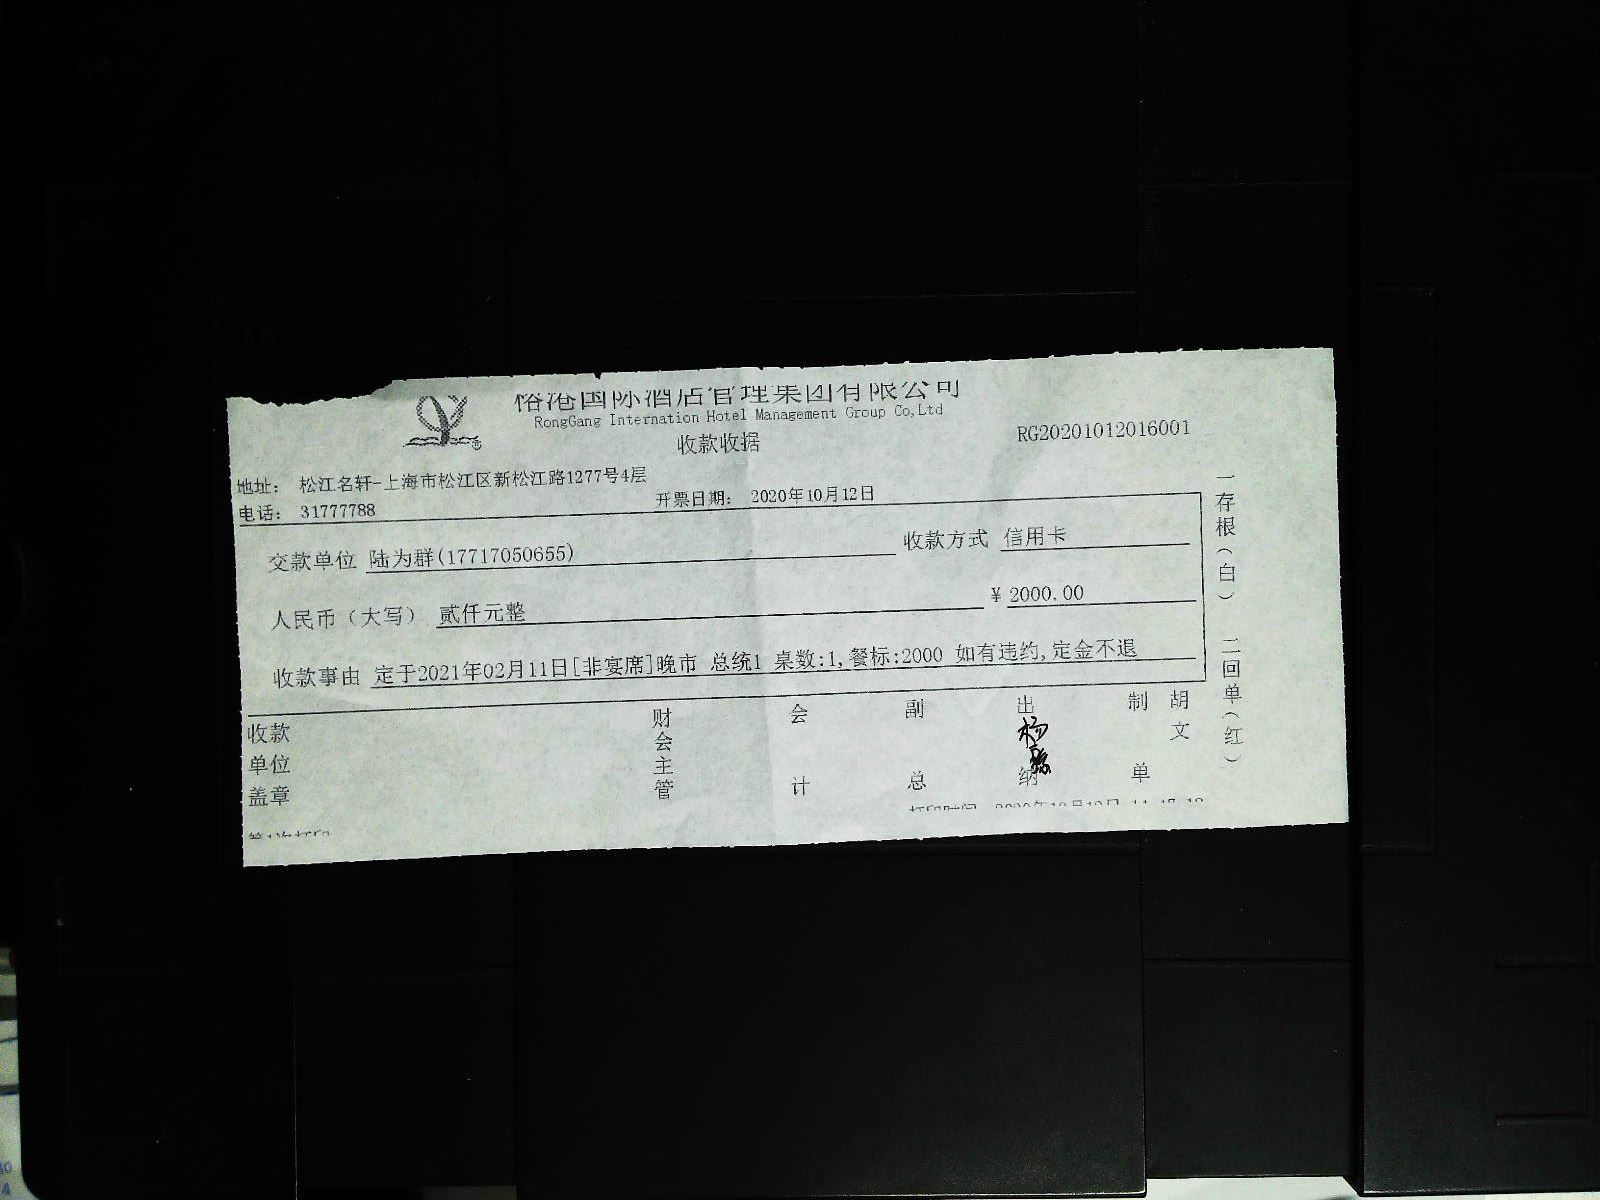 国际酒店管理集团有限公司
RongGang Internation Hotel Management Group Co,Ltd
收款收据
RG20201012016001
地址: 松江名轩-上海市松江区新松江路1277号4层
电话: 31777788
开票日期: 2020年10月12日
交款单位 陆为群(17717050655) 收款方式 信用卡
人民币（大写） 贰仟元整 ¥2000.00
收款事由 定于2021年02月11日[非宴席]晚市 总统1 桌数:1,餐标:2000 如有违约,定金不退
收款单位盖章
财会主管
会计
副总
出纳
杨
制单
胡文
一存根(白) 二回单(红)